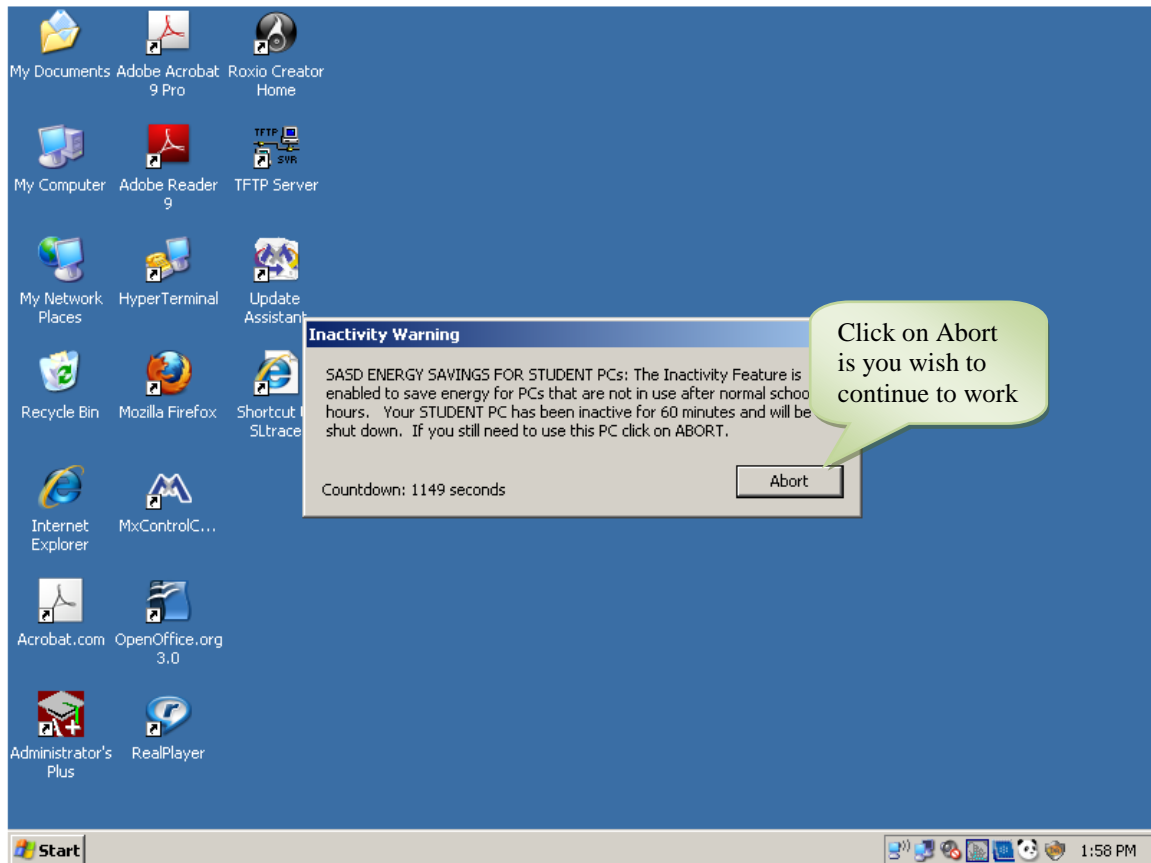 My Documents
Adobe Acrobat
9 Pro
Roxio Creator
Home
My Computer
Adobe Reader
9
TFTP
SVR
TFTP Server
My Network
Places
HyperTerminal
Update
Assistant
Recycle Bin
Mozilla Firefox
Shortcut
SLtrace
Internet
Explorer
MxControlC...
Acrobat.com
OpenOffice.org
3.0
Administrator's
Plus
RealPlayer
Inactivity Warning
SASD ENERGY SAVINGS FOR STUDENT PCs: The Inactivity Feature is
enabled to save energy for PCs that are not in use after normal schoo
hours. Your STUDENT PC has been inactive for 60 minutes and will be
shut down. If you still need to use this PC click on ABORT.
Countdown: 1149 seconds
Abort
Click on Abort
is you wish to
continue to work
Start
1:58 PM